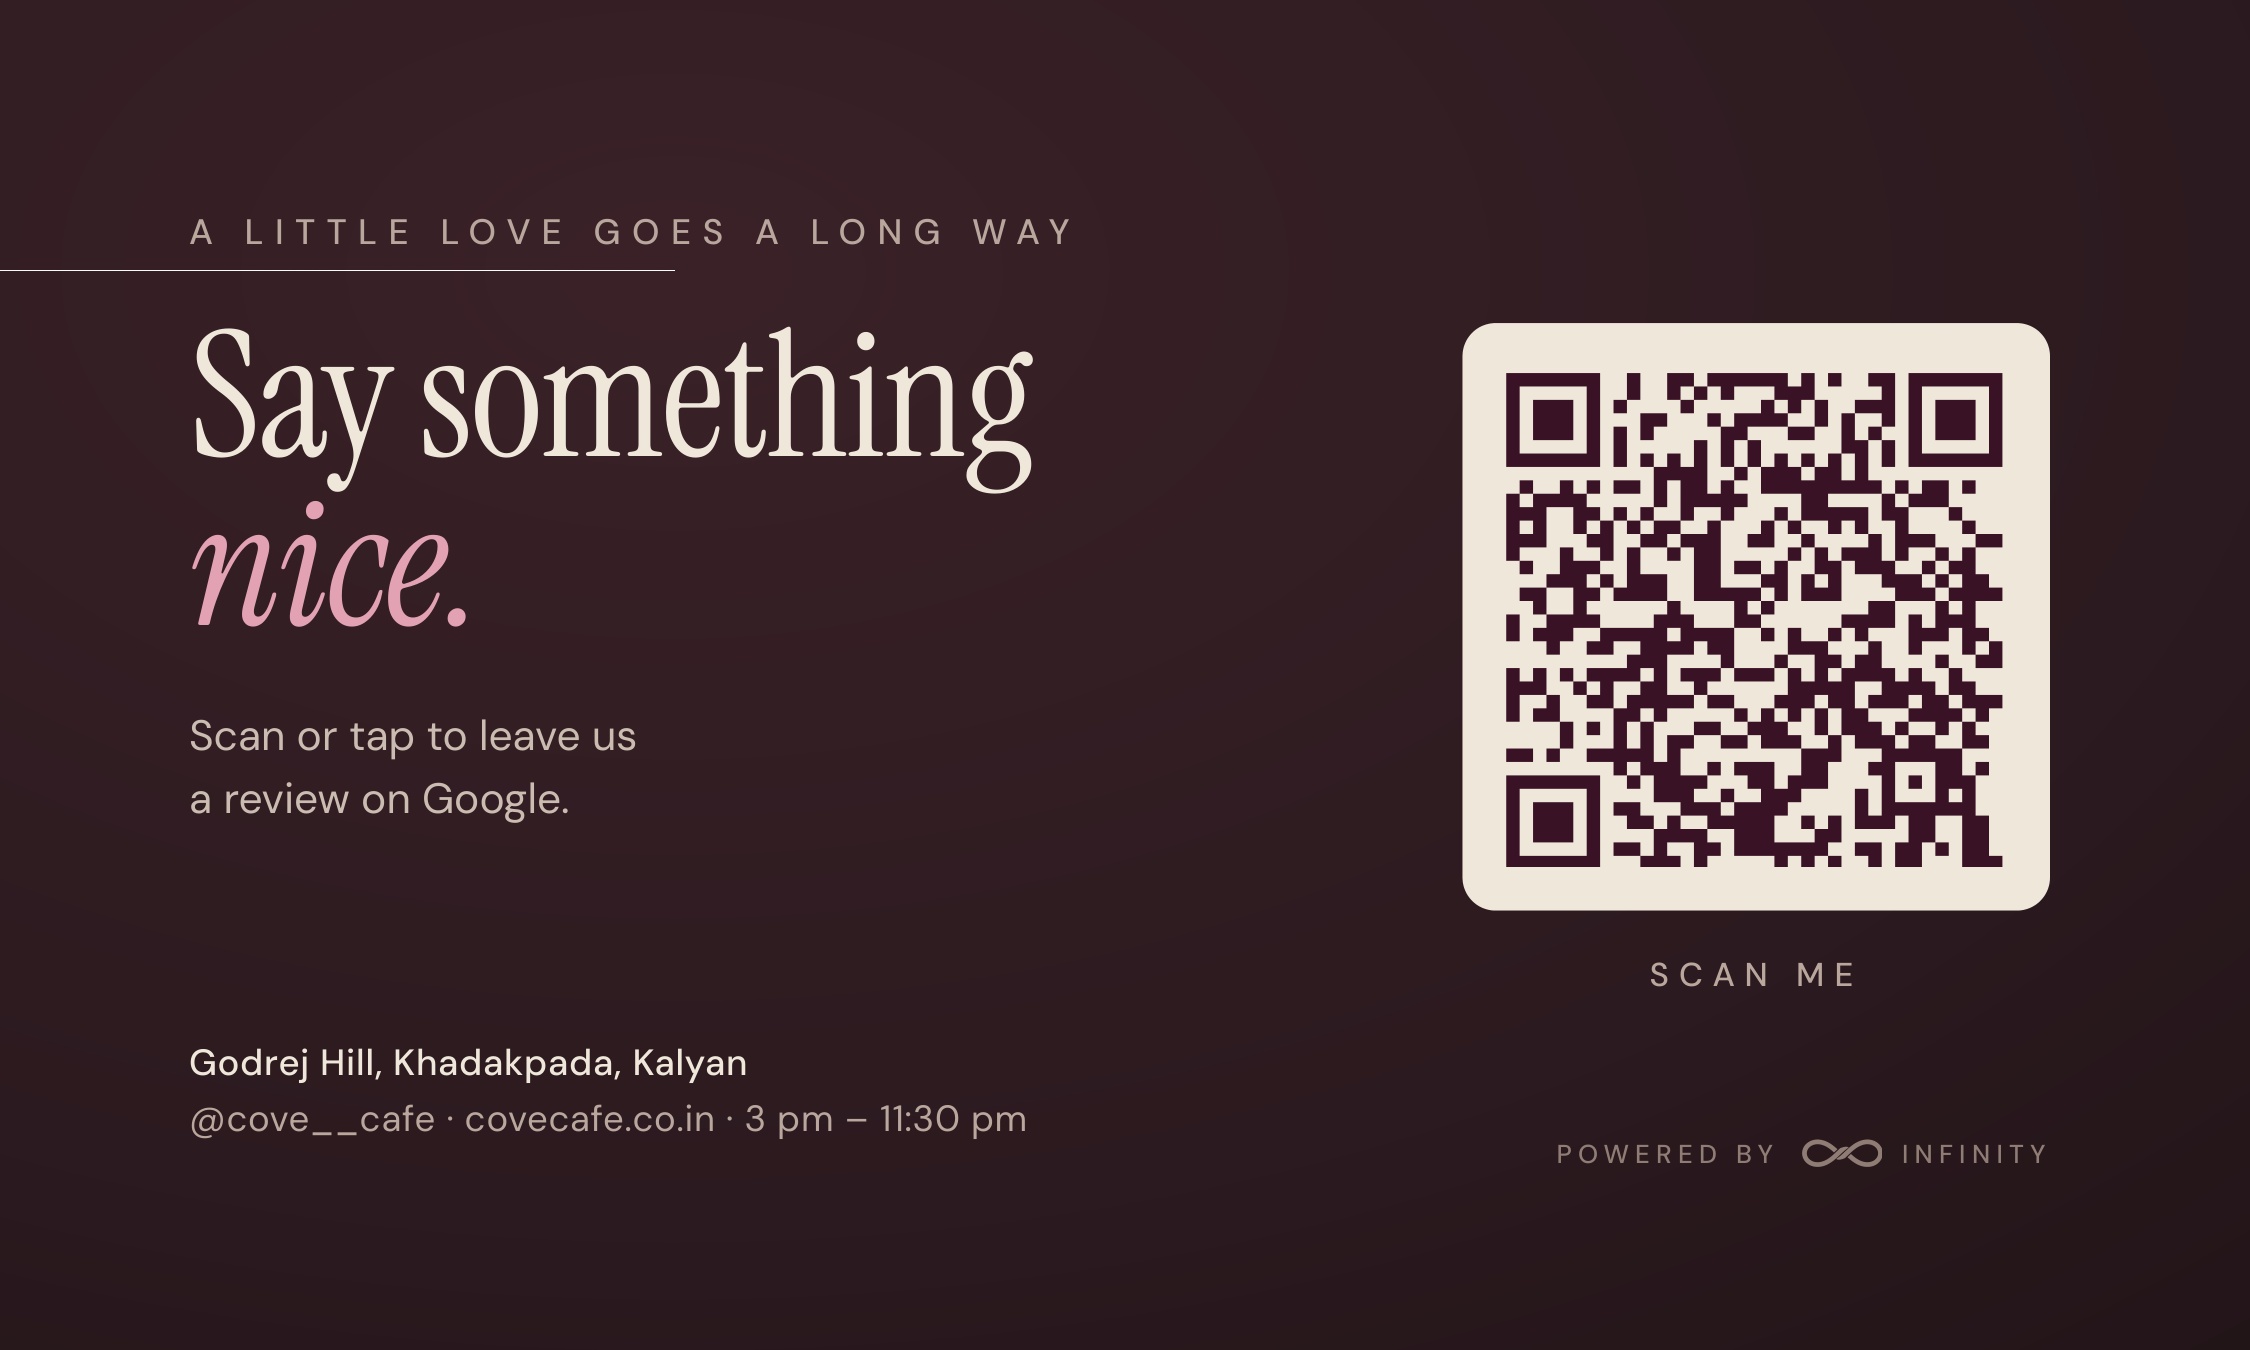 A LITTLE LOVE GOES A LONG WAY
Say something
nice.
Scan or tap to leave us
a review on Google.
SCAN ME
Godrej Hill, Khadakpada, Kalyan
@cove__cafe · covecafe.co.in · 3 pm – 11:30 pm
POWERED BY INFINITY